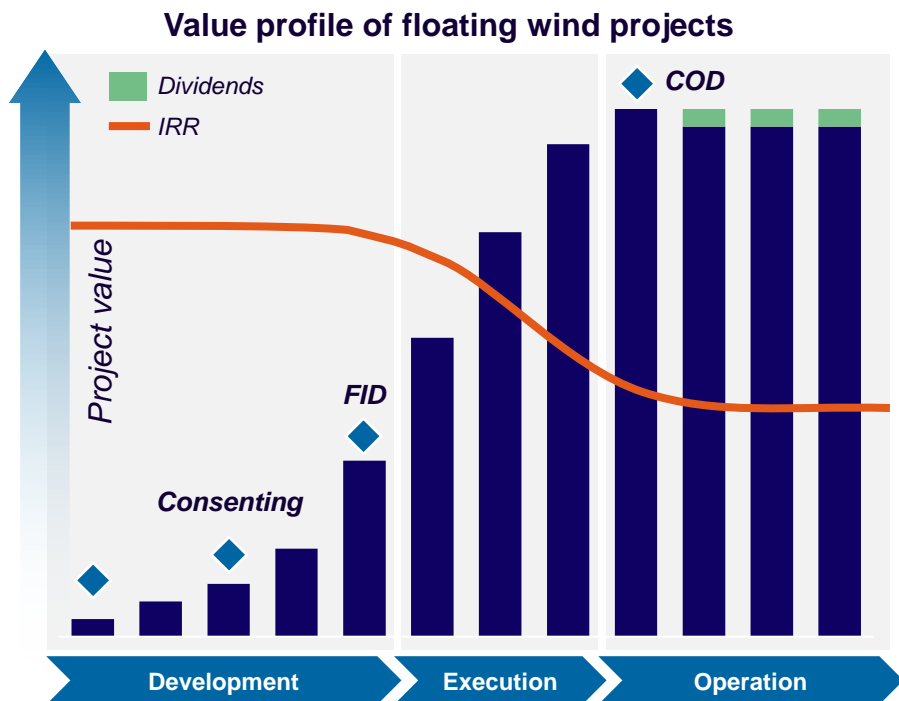 Value profile of floating wind projects
Dividends
IRR
COD
Project value
FID
Consenting
Development
Execution
Operation